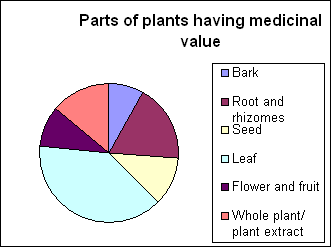 Parts of plants having medicinal
value
Bark
Root and
rhizomes
Seed
Leaf
Flower and fruit
Whole plant/
plant extract